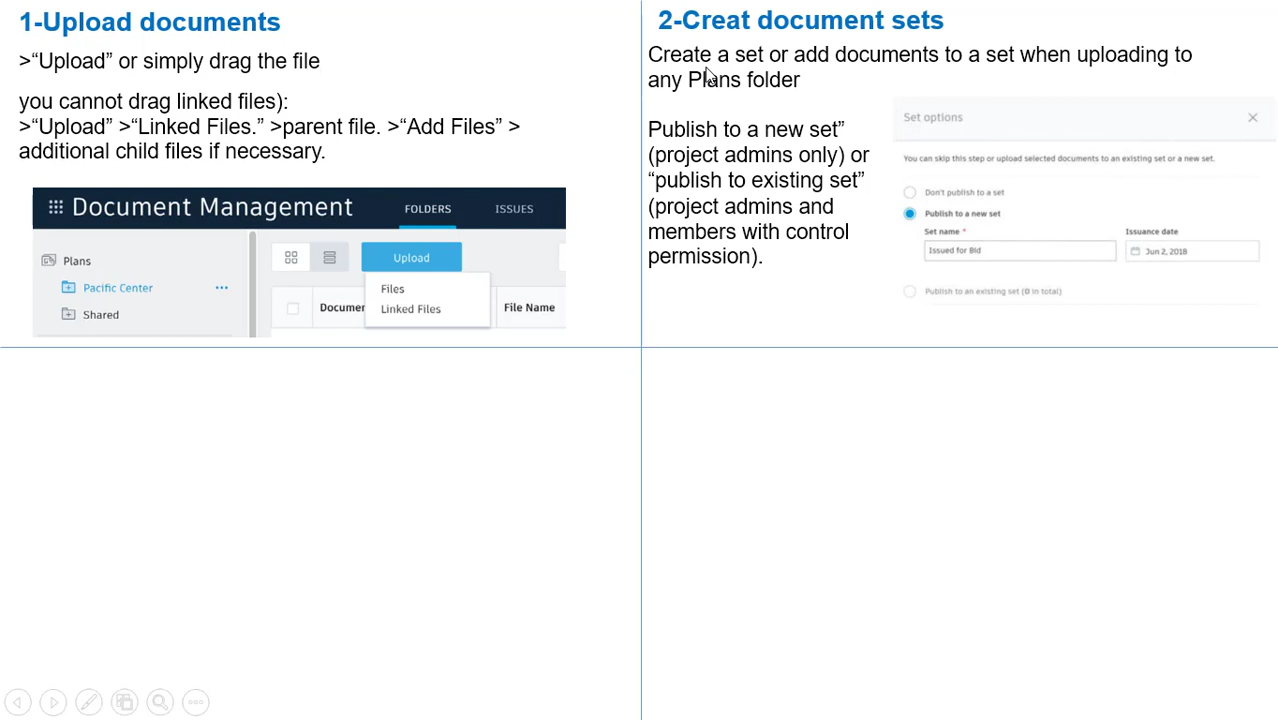 1-Upload documents
>“Upload” or simply drag the file
you cannot drag linked files):
>“Upload” >“Linked Files.” >parent file. >“Add Files” >
additional child files if necessary.
Document Management
FOLDERS
ISSUES
Plans
Pacific Center
Shared
Upload
Files
Linked Files
Documen
File Name
2-Creat document sets
Create a set or add documents to a set when uploading to
any Plans folder
Publish to a new set”
(project admins only) or
“publish to existing set”
(project admins and
members with control
permission).
Set options
You can skip this step or upload selected documents to an existing set or a new set.
Don't publish to a set
Publish to a new set
Set name *
Issuance date
Issued for Bid
Jun 2, 2018
Publish to an existing set (0 in total)